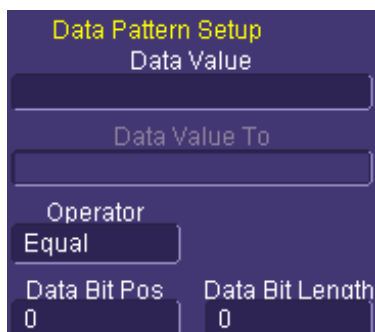 Data Pattern Setup
Data Value
Data Value To
Operator
Equal
Data Bit Pos Data Bit Length
0 0